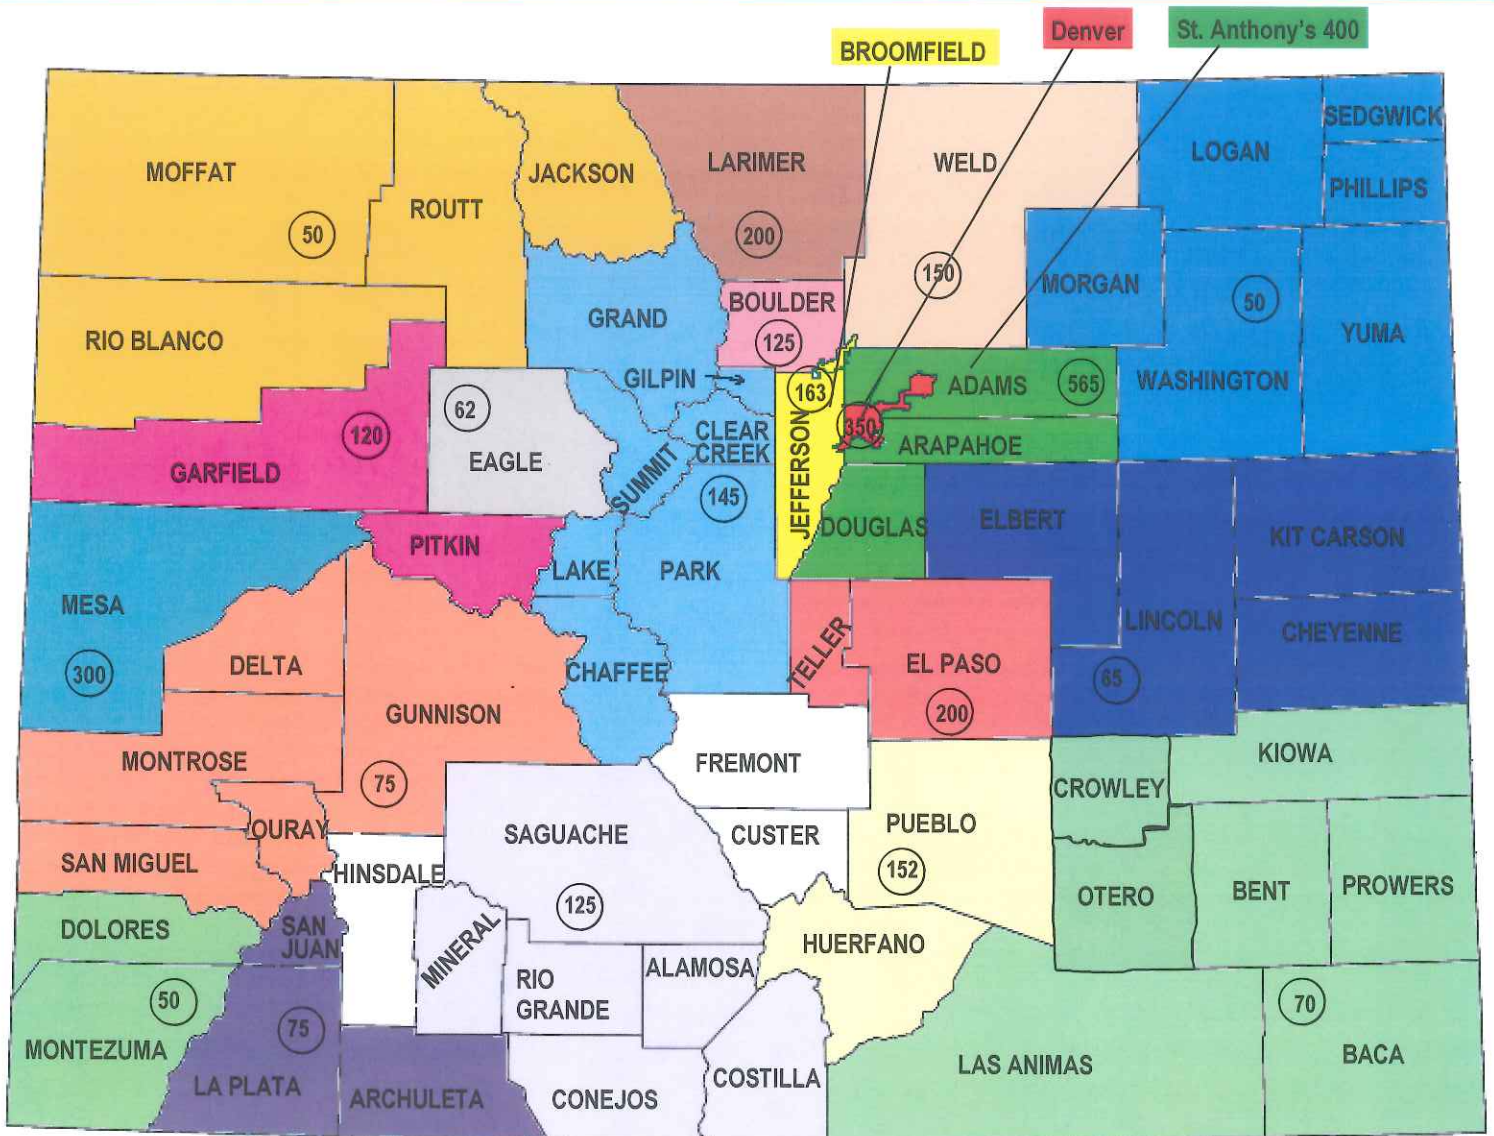 St. Anthony's 400
Denver
BROOMFIELD
SEDGWICK
LOGAN
MOFFAT
JACKSON
LARIMER
WELD
PHILLIPS
ROUTT
50
200
150
MORGAN
50
BOULDER
GRAND
RIO BLANCO
125
YUMA
GILPIN
163
ADAMS
565
WASHINGTON
62
120
350
CLEAR
CREEK
ARAPAHOE
EAGLE
GARFIELD
SUMMIT
145
JEFFERSON
DOUGLAS
ELBERT
KIT CARSON
PITKIN
LAKE
PARK
MESA
LINCOLN
CHEYENNE
TELLER
DELTA
CHAFFEE
EL PASO
300
65
GUNNISON
200
MONTROSE
FREMONT
KIOWA
75
CROWLEY
OURAY
SAGUACHE
CUSTER
PUEBLO
SAN MIGUEL
HINSDALE
152
125
OTERO
BENT
PROWERS
DOLORES
SAN
JUAN
MINERAL
HUERFANO
RIO
GRANDE
ALAMOSA
50
75
70
MONTEZUMA
LA PLATA
ARCHULETA
CONEJOS
COSTILLA
LAS ANIMAS
BACA